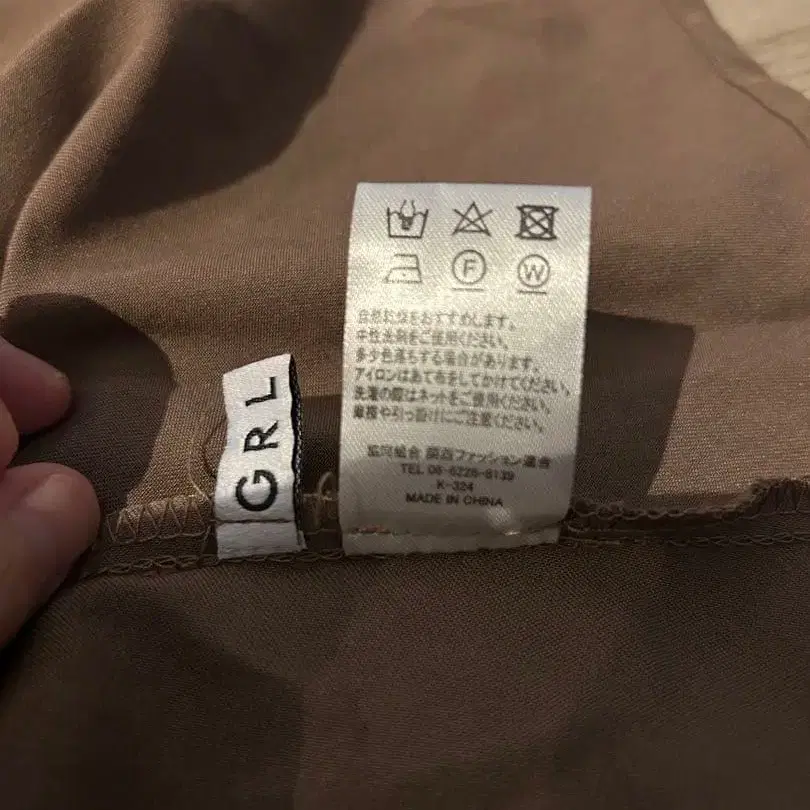 GRL
F
W
自然乾燥をおすすめします。
中性洗剤をご使用ください。
多少色落ちする場合があります。
アイロンはあて布をしてかけてください。
洗濯の際はネットをご使用ください。
摩擦や引っ掛けにご注意ください。
協同組合 関西ファッション連合
TEL 06-6228-6139
K-324
MADE IN CHINA